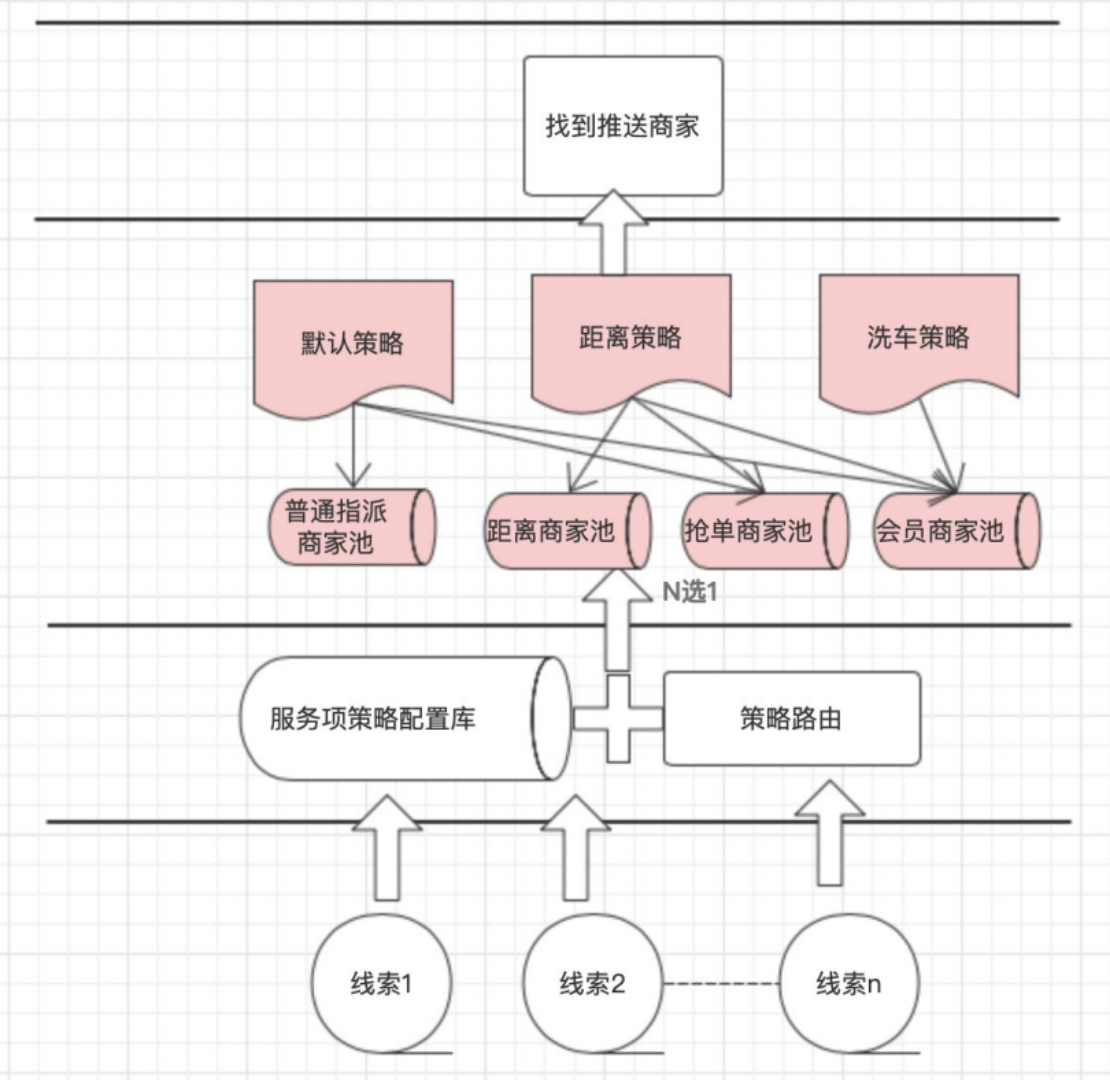 找到推送商家
默认策略
距离策略
洗车策略
普通指派
商家池
距离商家池
抢单商家池
会员商家池
N选1
服务项策略配置库
策略路由
线索1
线索2
线索n